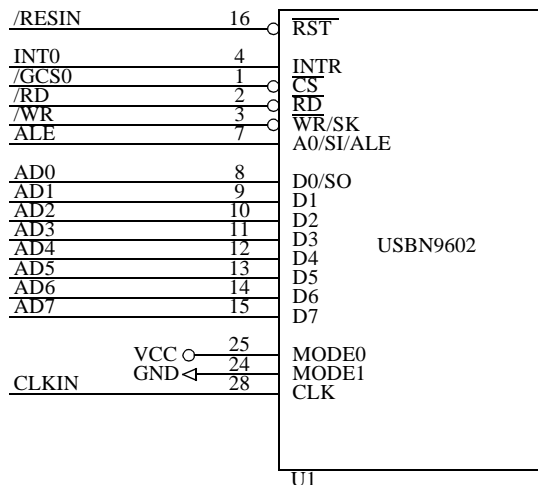 /RESIN 16 RST
INT0 4 INTR
/GCS0 1 CS
/RD 2 RD
/WR 3 WR/SK
ALE 7 A0/SI/ALE
AD0 8 D0/SO
AD1 9 D1
AD2 10 D2
AD3 11 D3
USBN9602
AD4 12 D4
AD5 13 D5
AD6 14 D6
AD7 15 D7
VCC 25 MODE0
GND 24 MODE1
CLKIN 28 CLK
U1